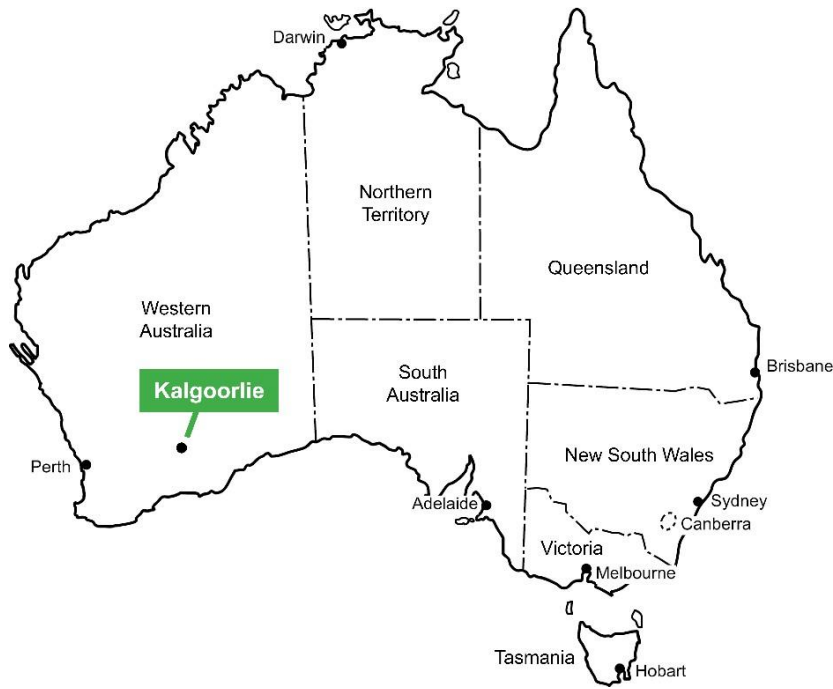 Darwin
Northern
Territory
Queensland
Western
Australia
South
Australia
Brisbane
Kalgoorlie
New South Wales
Perth
Adelaide
Sydney
Canberra
Victoria
Melbourne
Tasmania
Hobart